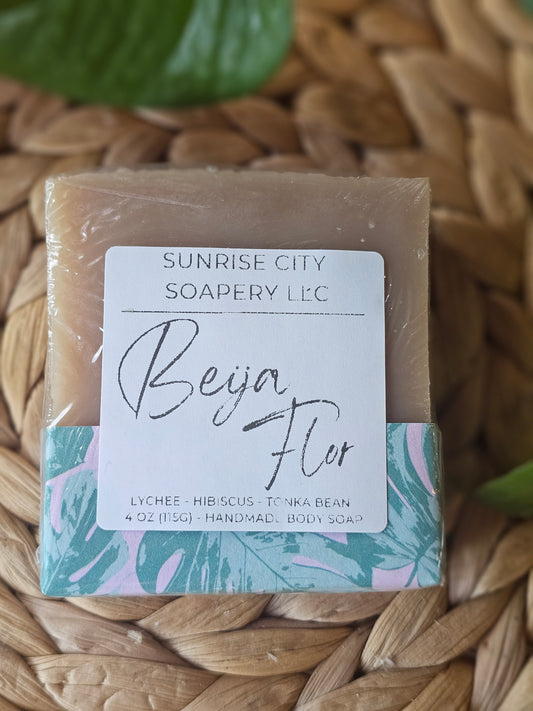 SUNRISE CITY
SOAPERY LLC
Beija
Flor
LYCHEE - HIBISCUS - TONKA BEAN
4 OZ (115G) - HANDMADE BODY SOAP